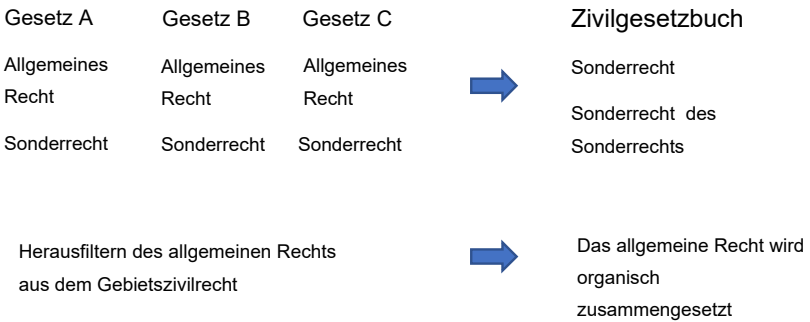 Gesetz A
Gesetz B
Gesetz C
Zivilgesetzbuch
Allgemeines
Recht
Allgemeines
Recht
Allgemeines
Recht
Sonderrecht
Sonderrecht
Sonderrecht
Sonderrecht
Sonderrecht des
Sonderrechts
Herausfiltern des allgemeinen Rechts
aus dem Gebietszivilrecht
Das allgemeine Recht wird
organisch
zusammengesetzt